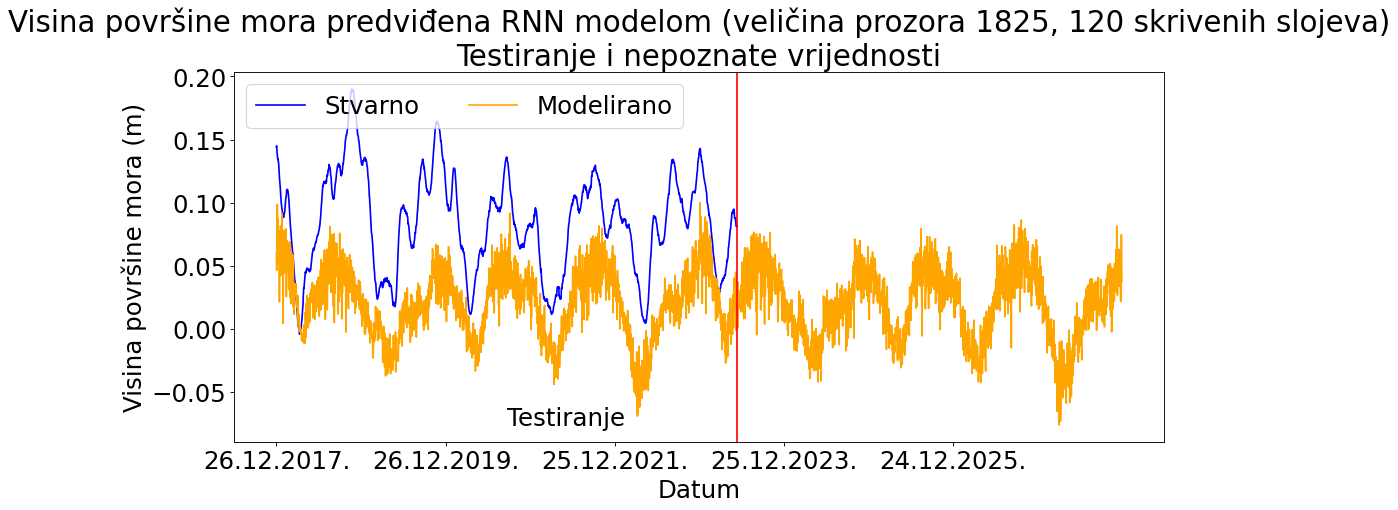 Visina površine mora predviđena RNN modelom (veličina prozora 1825, 120 skrivenih slojeva)
Testiranje i nepoznate vrijednosti
Stvarno
Modelirano
Visina površine mora (m)
0.20
0.15
0.10
0.05
0.00
−0.05
Testiranje
26.12.2017.
26.12.2019.
25.12.2021.
25.12.2023.
24.12.2025.
Datum